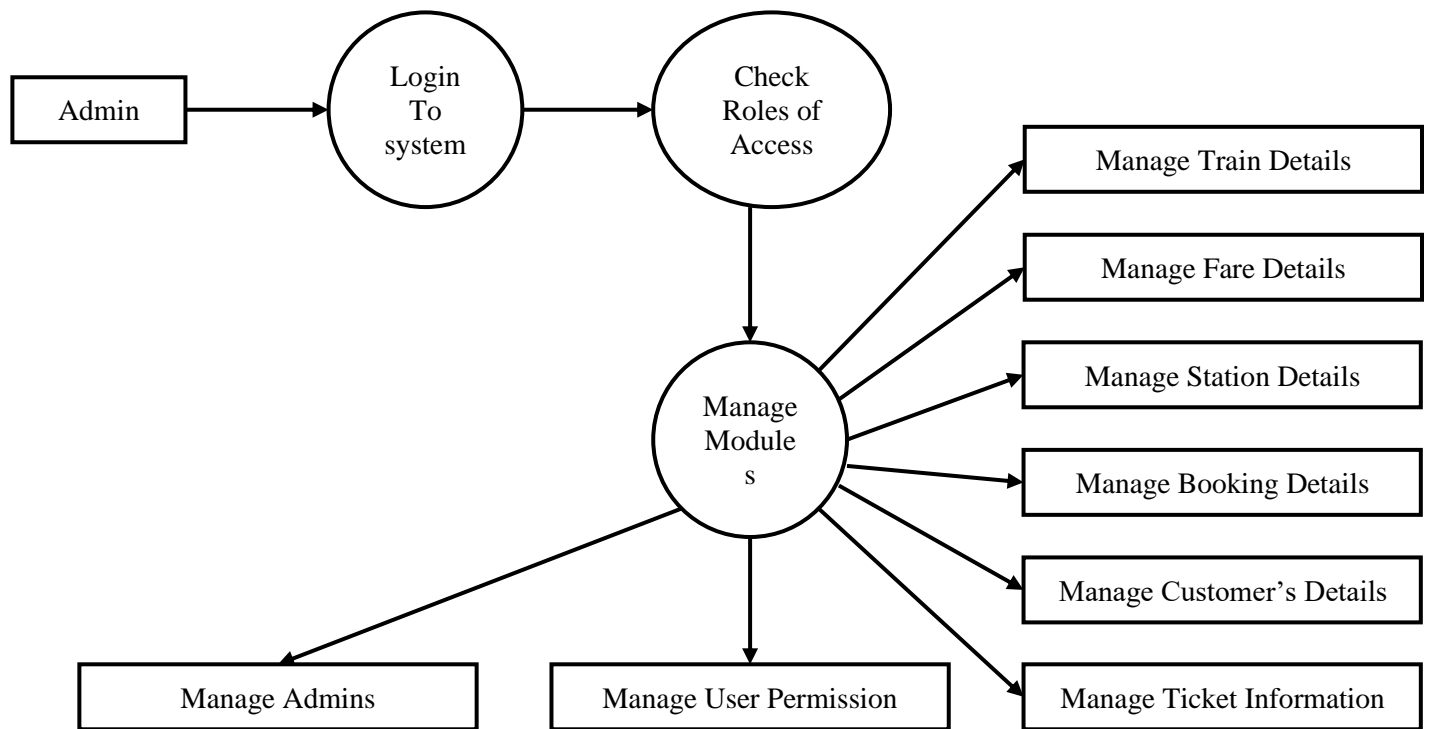 Admin
Login
To
system
Check
Roles of
Access
Manage Train Details
Manage Fare Details
Manage Station Details
Manage
Module
s
Manage Booking Details
Manage Customer’s Details
Manage Admins
Manage User Permission
Manage Ticket Information